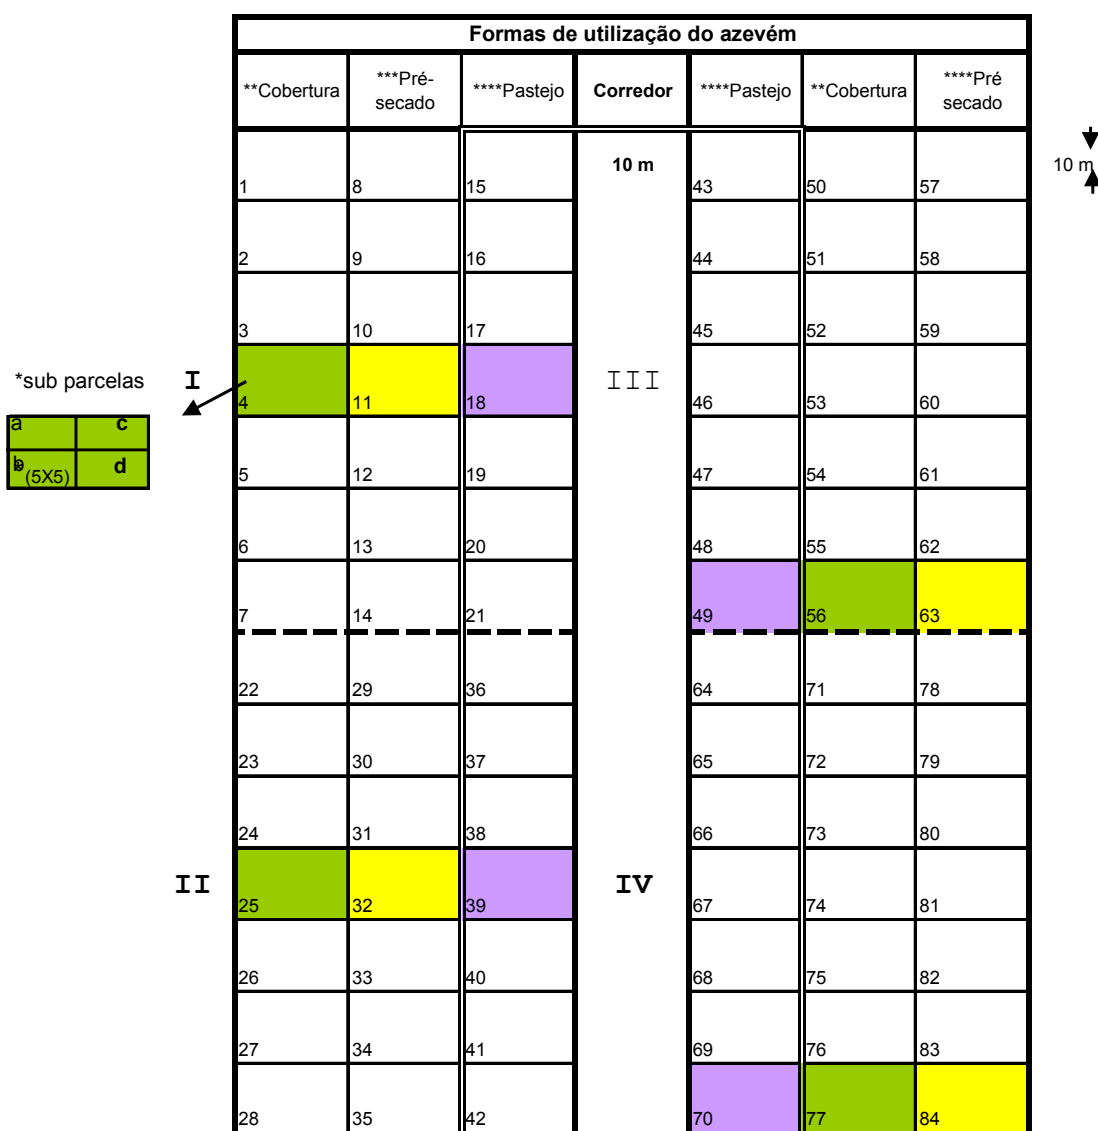 Formas de utilização do azevém
**Cobertura ***Pré-secado ****Pastejo Corredor ****Pastejo **Cobertura ****Pré secado
10 m 10 m
1 8 15 43 50 57
2 9 16 44 51 58
3 10 17 45 52 59
*sub parcelas I III
4 11 18 46 53 60
a c
b (5X5) d
5 12 19 47 54 61
6 13 20 48 55 62
7 14 21 49 56 63
22 29 36 64 71 78
23 30 37 65 72 79
24 31 38 66 73 80
II IV
25 32 39 67 74 81
26 33 40 68 75 82
27 34 41 69 76 83
28 35 42 70 77 84